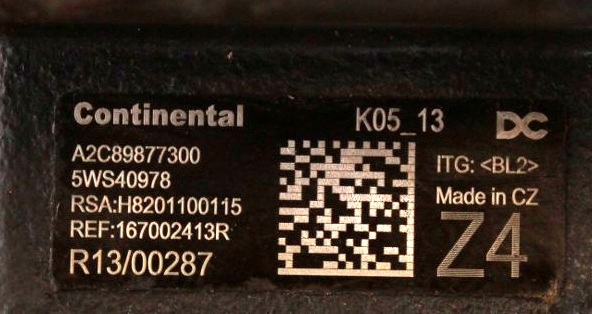 Continental
K05_13
DC
A2C89877300
5WS40978
RSA:H8201100115
REF:167002413R
R13/00287
ITG: <BL2>
Made in CZ
Z4